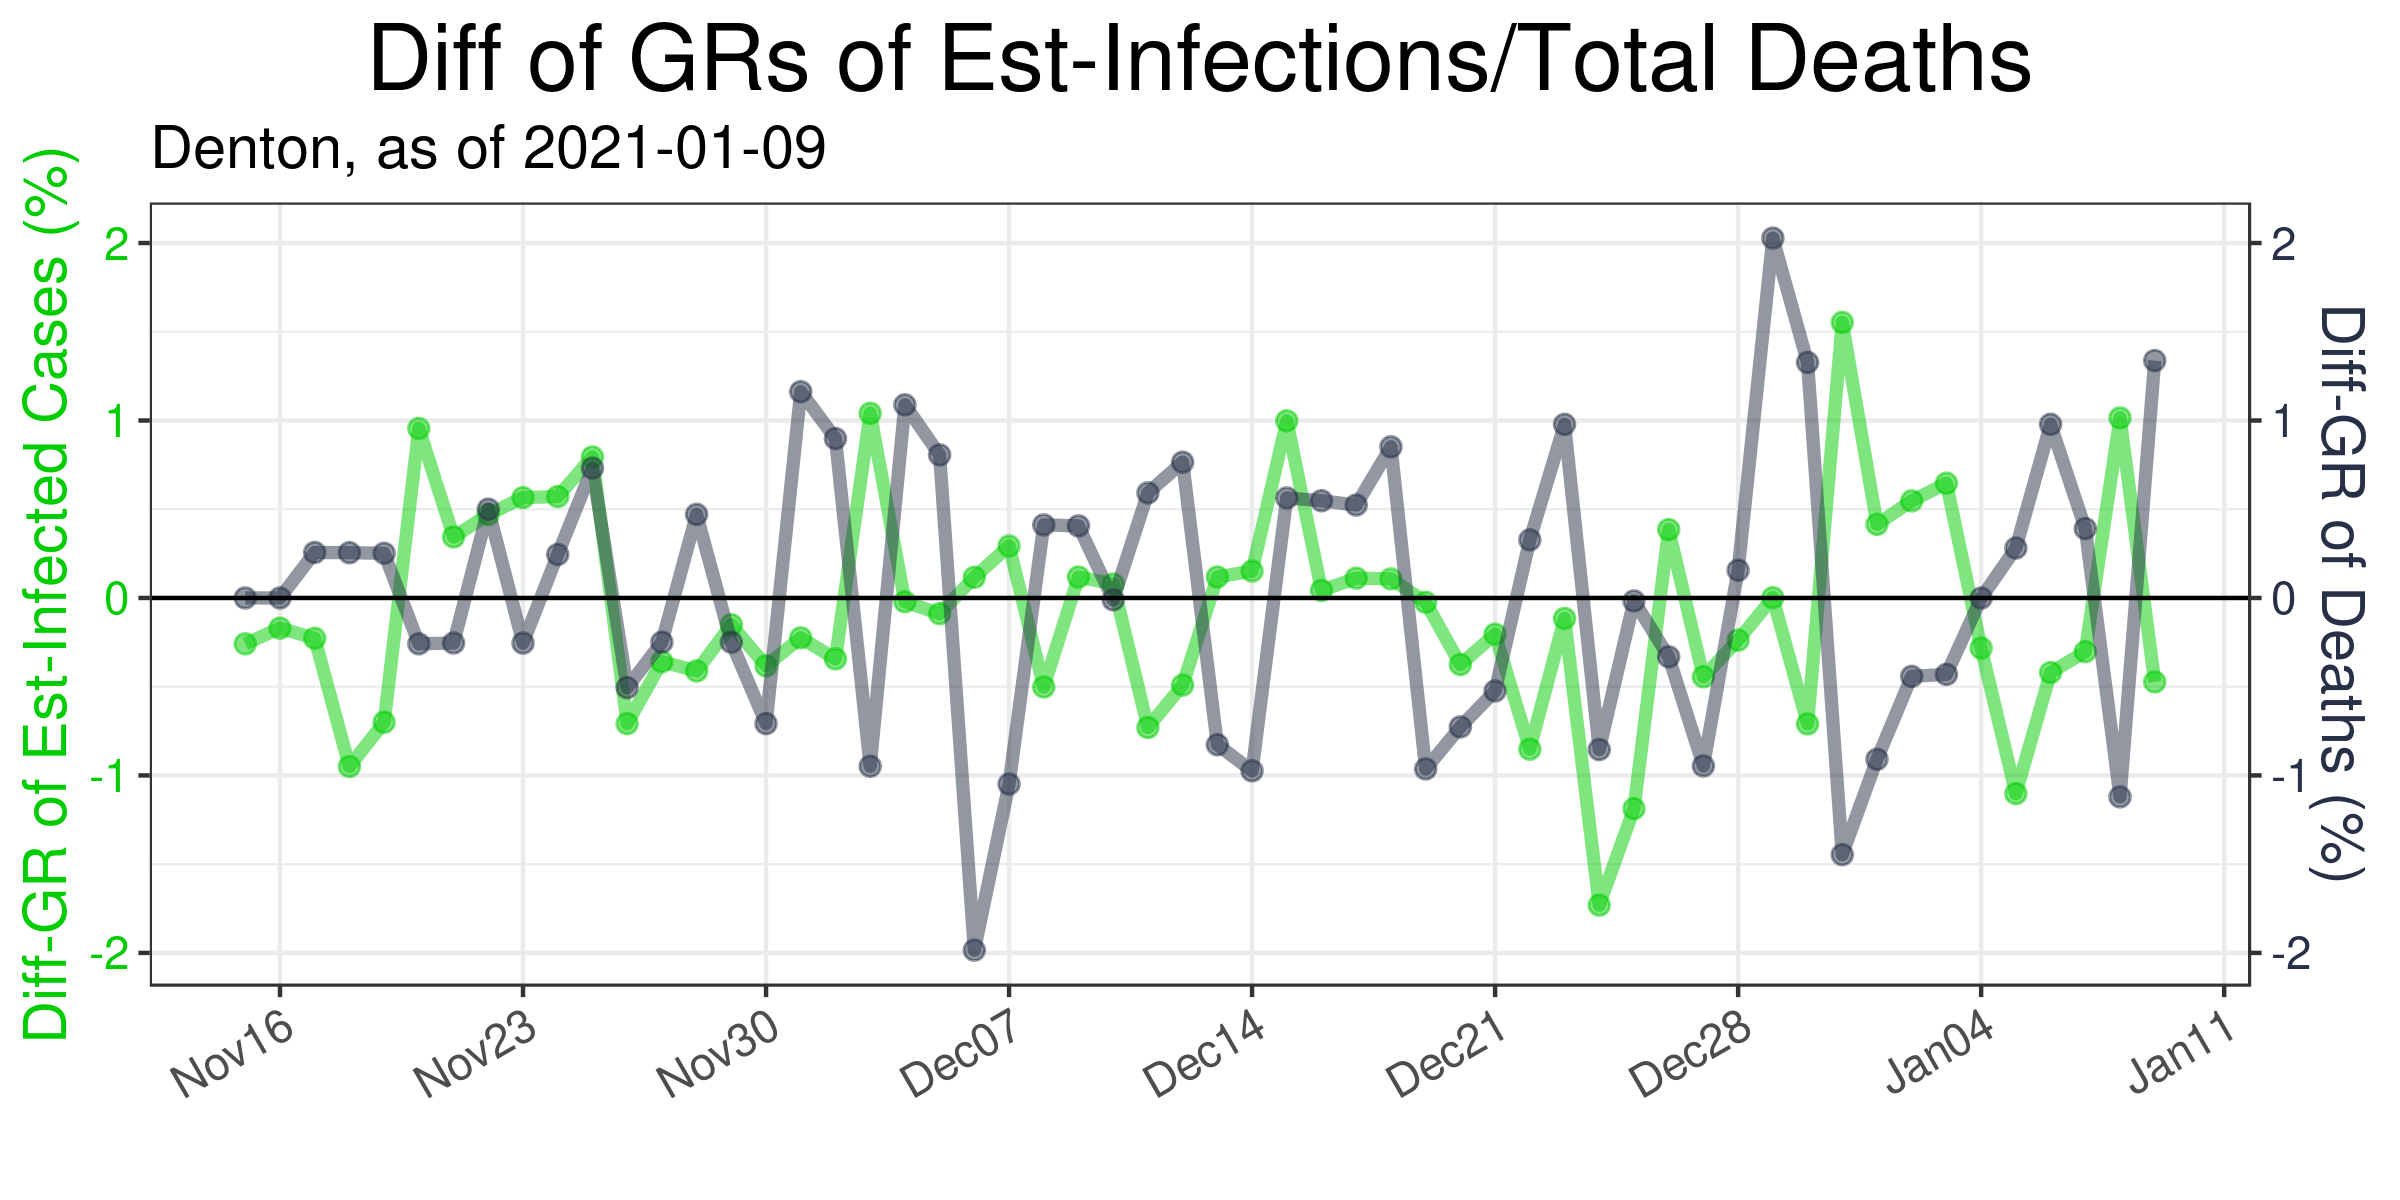 Diff of GRs of Est-Infections/Total Deaths
Denton, as of 2021-01-09
Diff-GR of Est-Infected Cases (%)
2
1
0
-1
-2
2
1
0
-1
-2
Diff-GR of Deaths (%)
Nov16
Nov23
Nov30
Dec07
Dec14
Dec21
Dec28
Jan04
Jan11